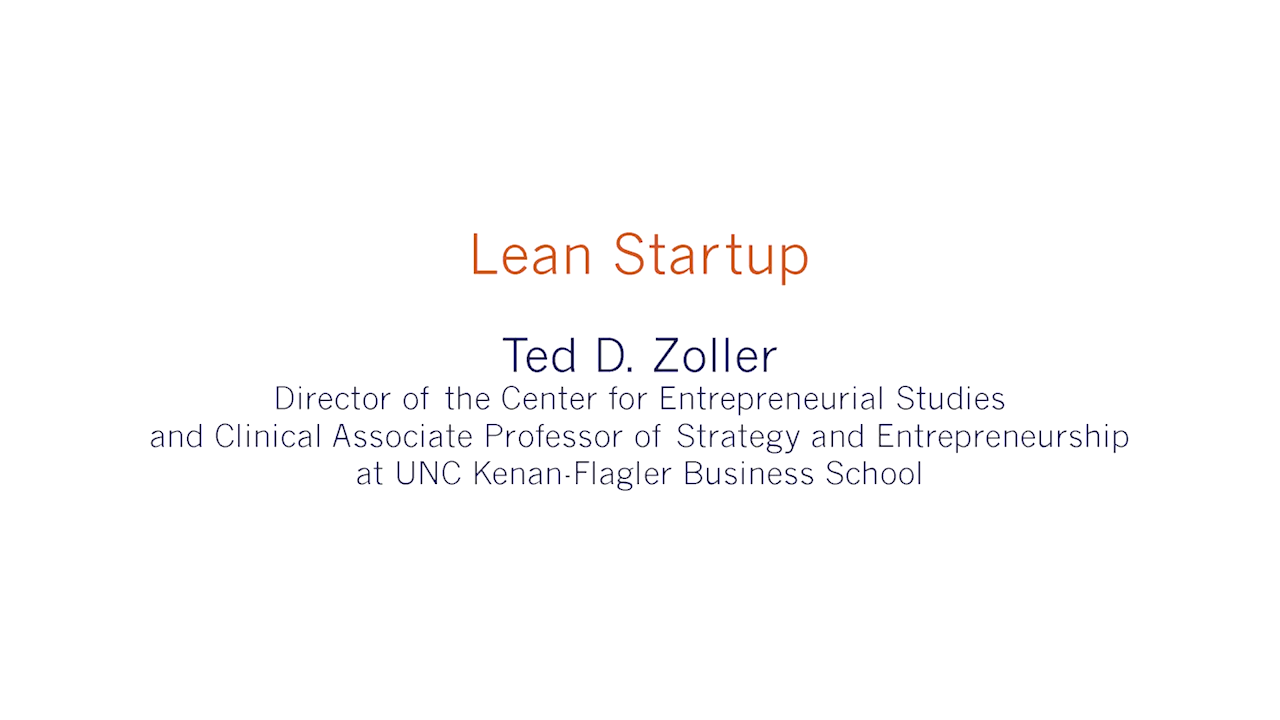 Lean Startup
Ted D. Zoller
Director of the Center for Entrepreneurial Studies
and Clinical Associate Professor of Strategy and Entrepreneurship
at UNC Kenan-Flagler Business School